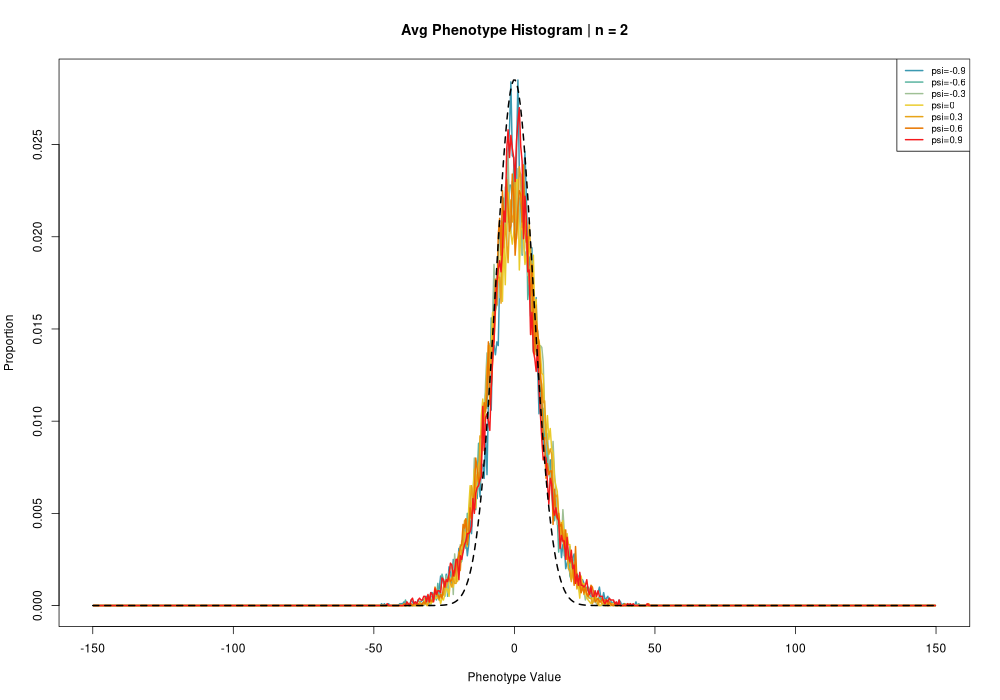 Avg Phenotype Histogram | n = 2
psi=-0.9
psi=-0.6
psi=-0.3
psi=0
psi=0.3
psi=0.6
psi=0.9
Proportion
0.025
0.020
0.015
0.010
0.005
0.000
-150 -100 -50 0 50 100 150
Phenotype Value